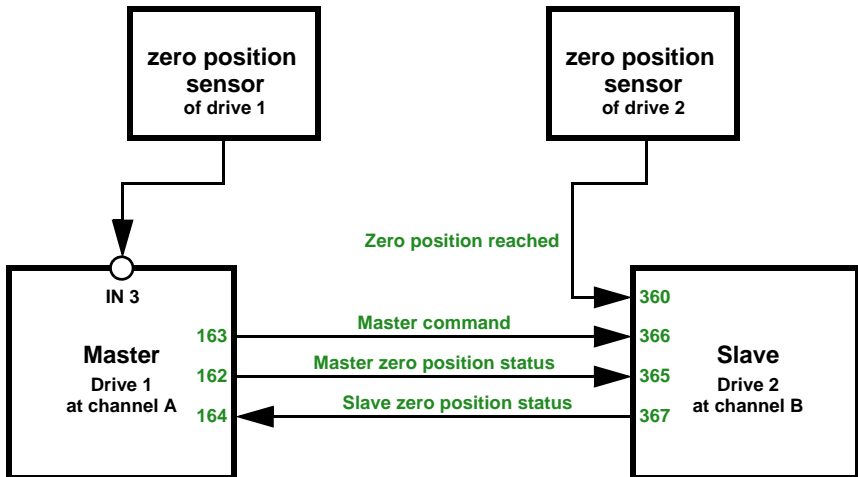 zero position
sensor
of drive 1
zero position
sensor
of drive 2
Zero position reached
IN 3
360
163
Master command
366
Master
Drive 1
at channel A
162
Master zero position status
365
164
Slave zero position status
367
Slave
Drive 2
at channel B